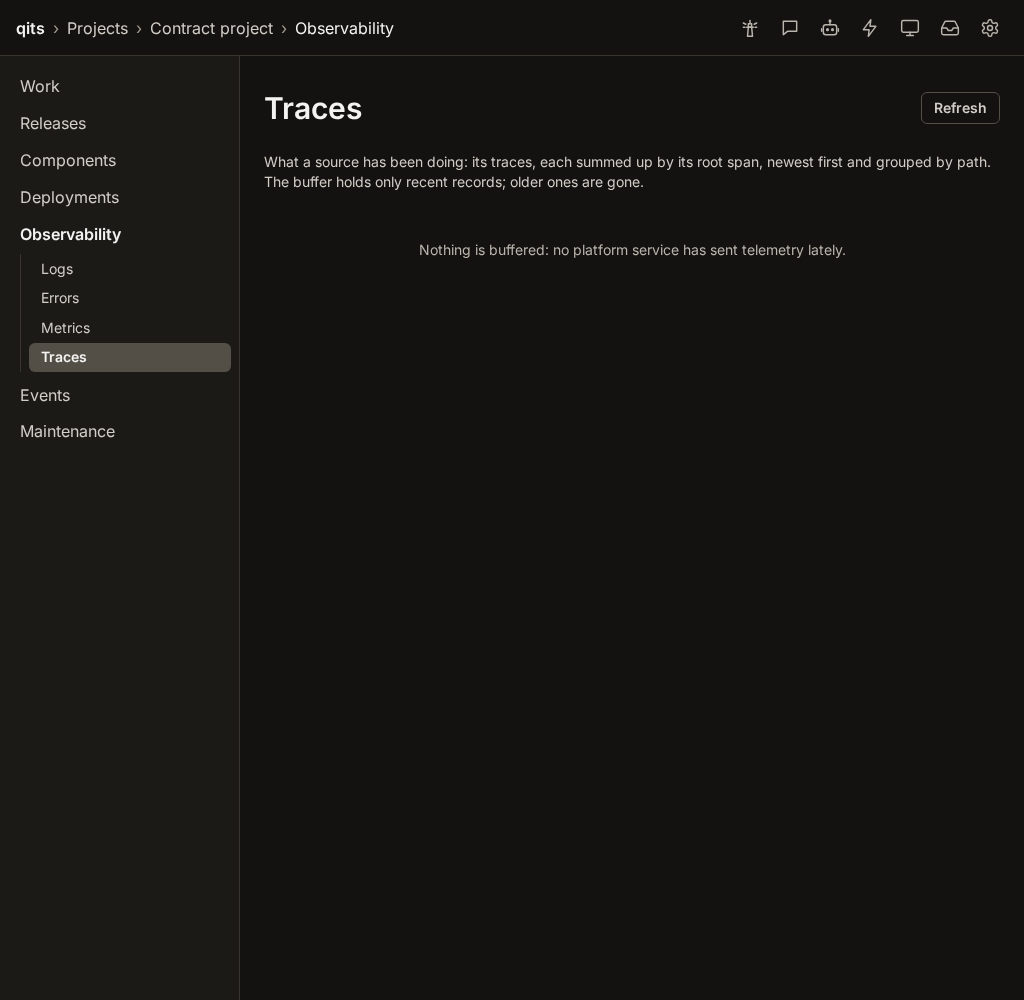 qits › Projects › Contract project › Observability
Work
Releases
Components
Deployments
Observability
Logs
Errors
Metrics
Traces
Events
Maintenance
Traces
Refresh
What a source has been doing: its traces, each summed up by its root span, newest first and grouped by path.
The buffer holds only recent records; older ones are gone.
Nothing is buffered: no platform service has sent telemetry lately.